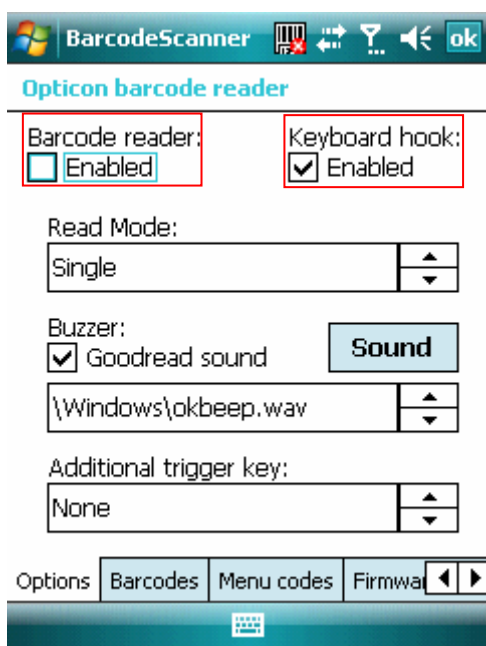 BarcodeScanner ok
Opticon barcode reader
Barcode reader: Keyboard hook:
Enabled Enabled
Read Mode:
Single
Buzzer:
Goodread sound Sound
\Windows\okbeep.wav
Additional trigger key:
None
Options Barcodes Menu codes Firmwa